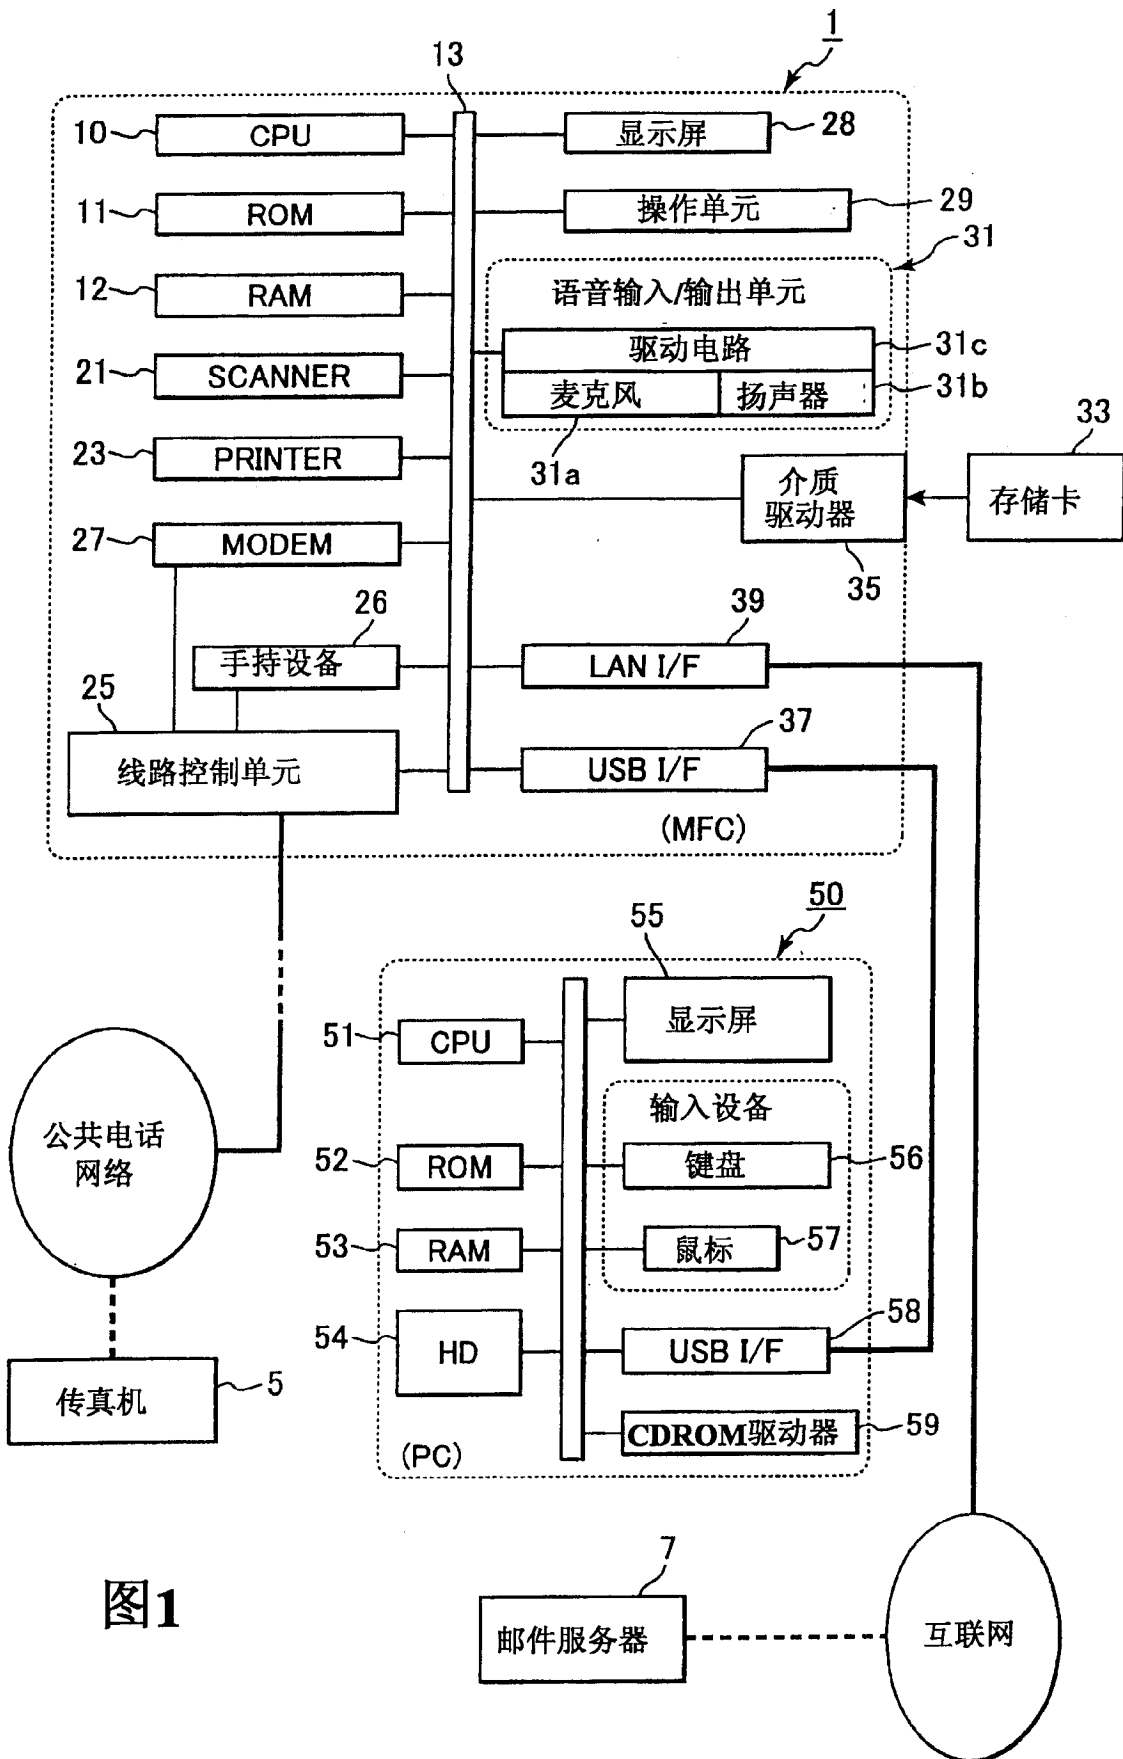 1
13
10
CPU
显示屏
28
11
ROM
操作单元
29
31
12
RAM
语音输入/输出单元
驱动电路
31c
21
SCANNER
麦克风
扬声器
31b
31a
33
23
PRINTER
介质
驱动器
存储卡
27
MODEM
35
26
39
手持设备
LAN I/F
25
37
线路控制单元
USB I/F
(MFC)
50
55
51
CPU
显示屏
输入设备
公共电话
网络
52
ROM
键盘
56
53
RAM
鼠标
57
58
54
HD
USB I/F
传真机
5
CDROM驱动器
59
(PC)
7
图1
邮件服务器
互联网